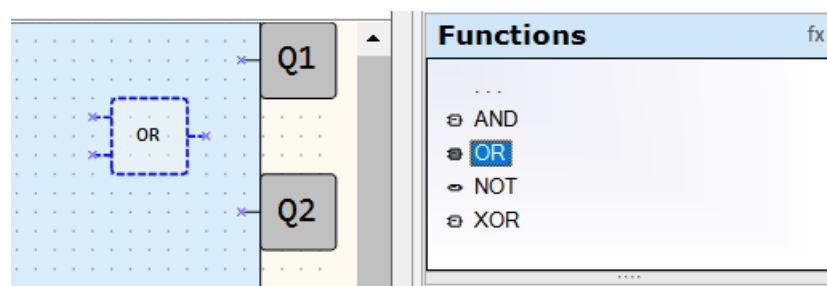 Q1
OR
Q2
Functions
fx
...
AND
OR
NOT
XOR